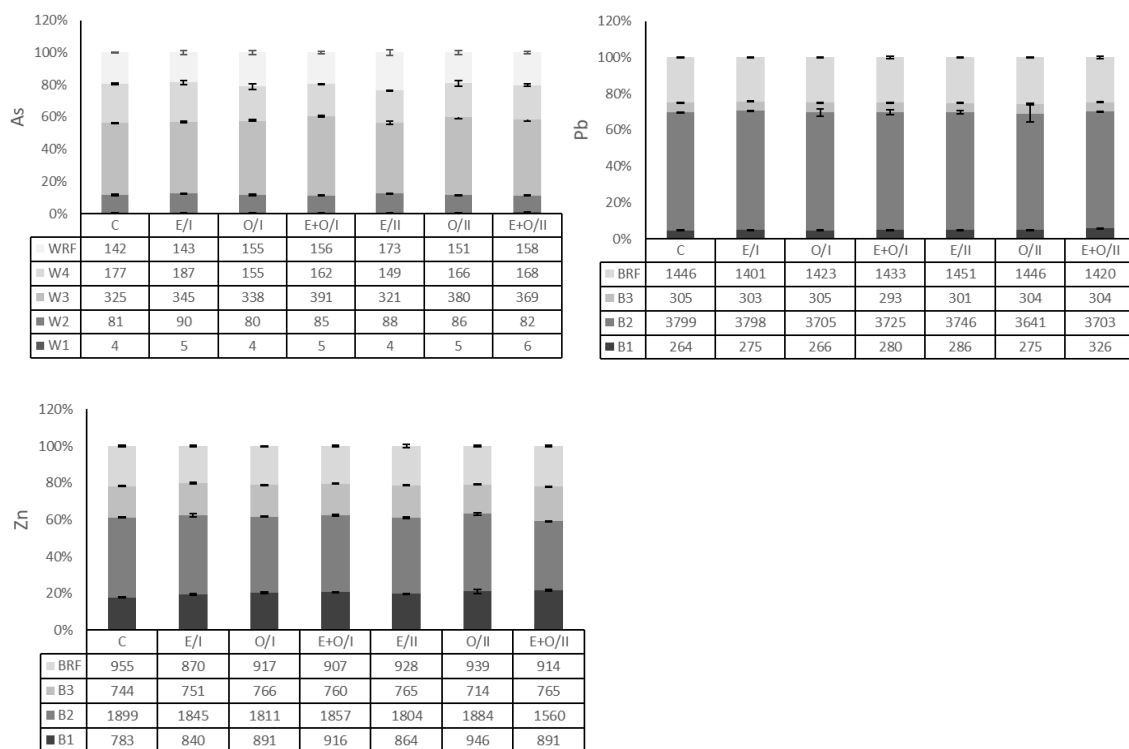 120%
100%
80%
60%
40%
20%
0%
As
C E/I O/I E+O/I E/II O/II E+O/II
WRF 142 143 155 156 173 151 158
W4 177 187 155 162 149 166 168
W3 325 345 338 391 321 380 369
W2 81 90 80 85 88 86 82
W1 4 5 4 5 4 5 6
120%
100%
80%
60%
40%
20%
0%
Pb
C E/I O/I E+O/I E/II O/II E+O/II
BRF 1446 1401 1423 1433 1451 1446 1420
B3 305 303 305 293 301 304 304
B2 3799 3798 3705 3725 3746 3641 3703
B1 264 275 266 280 286 275 326
120%
100%
80%
60%
40%
20%
0%
Zn
C E/I O/I E+O/I E/II O/II E+O/II
BRF 955 870 917 907 928 939 914
B3 744 751 766 760 765 714 765
B2 1899 1845 1811 1857 1804 1884 1560
B1 783 840 891 916 864 946 891